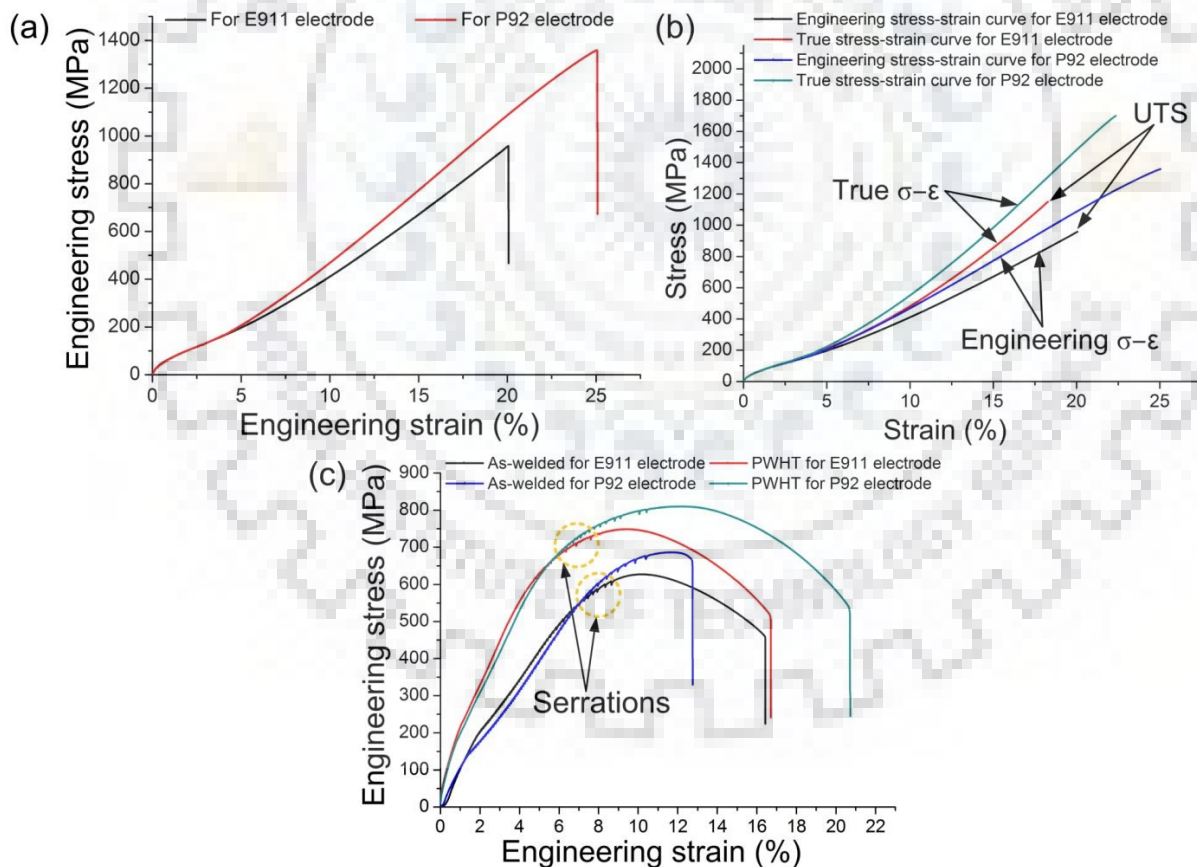 (a)
For E911 electrode
For P92 electrode
1400
1200
1000
800
600
400
200
0
Engineering stress (MPa)
0 5 10 15 20 25
Engineering strain (%)
(b)
Engineering stress-strain curve for E911 electrode
True stress-strain curve for E911 electrode
Engineering stress-strain curve for P92 electrode
True stress-strain curve for P92 electrode
2000
1800
1600
1400
1200
1000
800
600
400
200
0
Stress (MPa)
UTS
True σ−ε
Engineering σ−ε
0 5 10 15 20 25
Strain (%)
(c)
As-welded for E911 electrode
PWHT for E911 electrode
As-welded for P92 electrode
PWHT for P92 electrode
900
800
700
600
500
400
300
200
100
0
Engineering stress (MPa)
Serrations
0 2 4 6 8 10 12 14 16 18 20 22
Engineering strain (%)